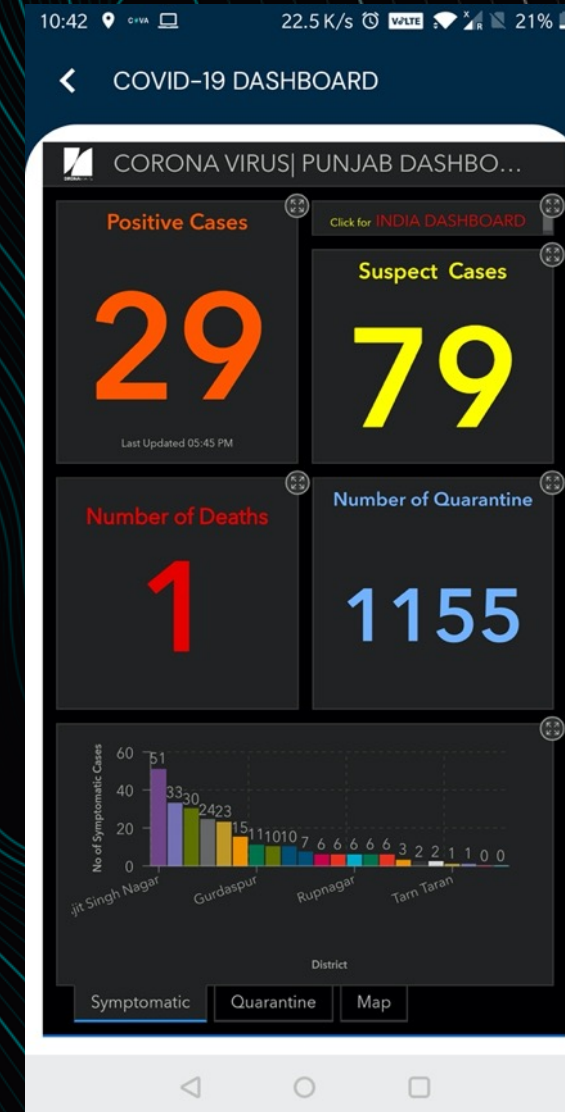 10:42 COVA 22.5 K/s VoLTE R 21%
COVID-19 DASHBOARD
CORONA VIRUS| PUNJAB DASHBO...
Positive Cases
29
Last Updated 05:45 PM
Click for INDIA DASHBOARD
Suspect Cases
79
Number of Deaths
1
Number of Quarantine
1155
No of Symptomatic Cases
60
40
20
0
51 33 30 24 23 15 11 10 10 7 6 6 6 6 6 3 2 2 1 1 0 0
jit Singh Nagar Gurdaspur Rupnagar Tarn Taran
District
Symptomatic Quarantine Map